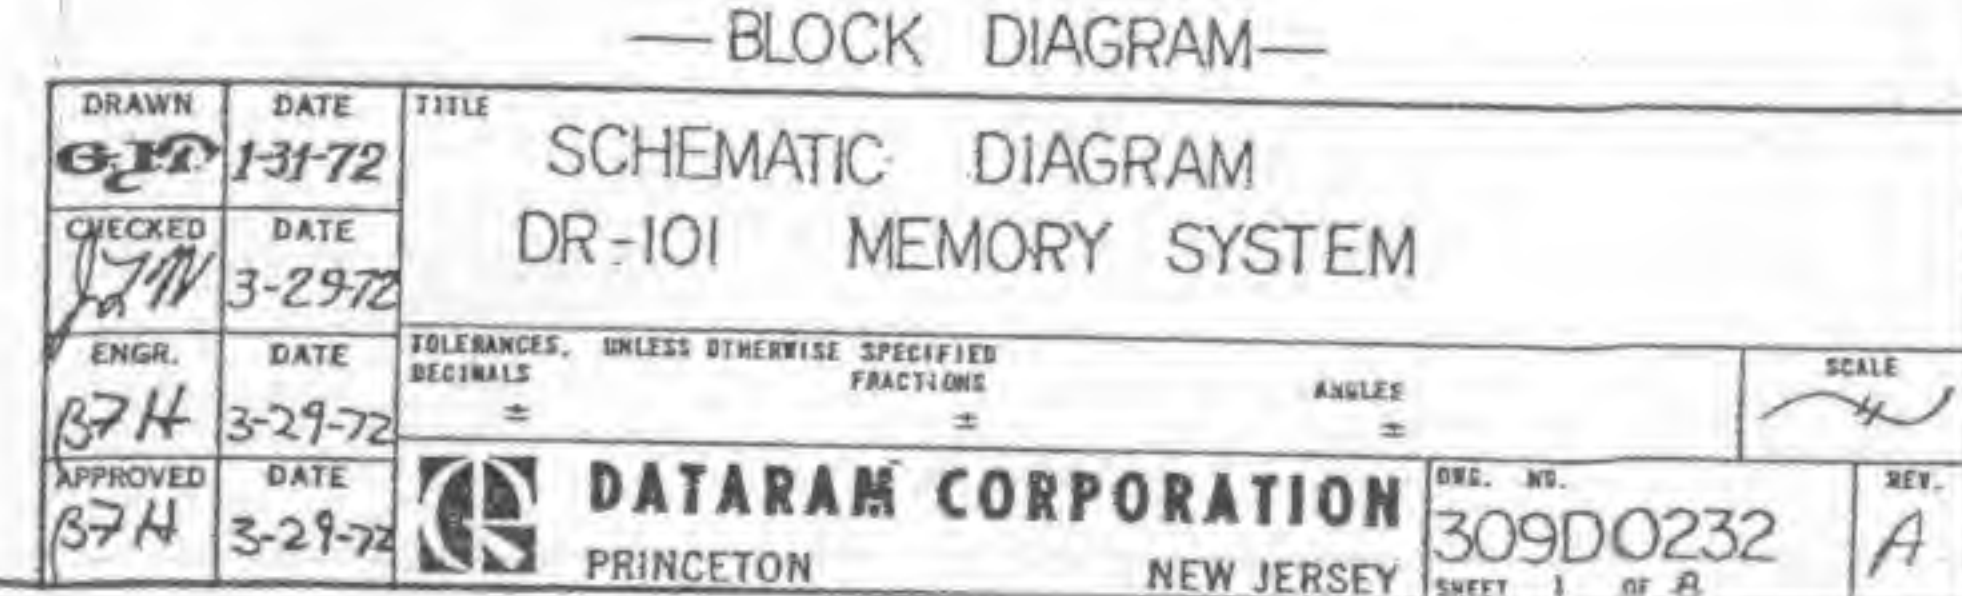 —BLOCK DIAGRAM—
DRAWN DATE TITLE
1-31-72
SCHEMATIC DIAGRAM
CHECKED DATE
3-29-72
DR-101 MEMORY SYSTEM
ENGR. DATE
B7H 3-29-72
TOLERANCES, UNLESS OTHERWISE SPECIFIED
DECIMALS FRACTIONS ANGLES
± ± ±
SCALE
APPROVED DATE
B7H 3-29-72
DATARAM CORPORATION
PRINCETON NEW JERSEY
DWG. NO. REV.
309D0232 A
SHEET 1 OF